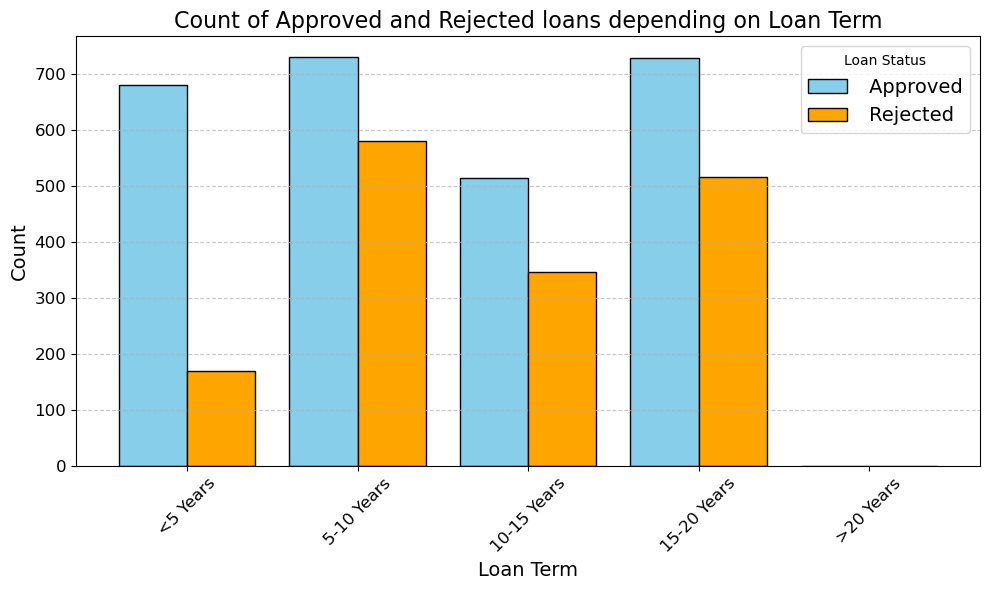 Count of Approved and Rejected loans depending on Loan Term
Loan Status
Approved
Rejected
700
600
500
400
300
200
100
0
Count
<5 Years
5-10 Years
10-15 Years
15-20 Years
>20 Years
Loan Term